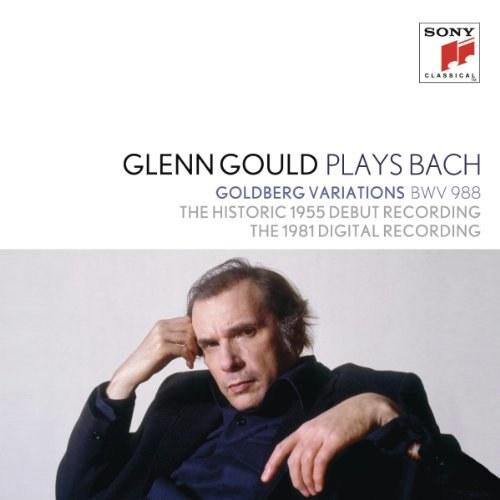 SONY
CLASSICAL
GLENN GOULD PLAYS BACH
GOLDBERG VARIATIONS BWV 988
THE HISTORIC 1955 DEBUT RECORDING
THE 1981 DIGITAL RECORDING